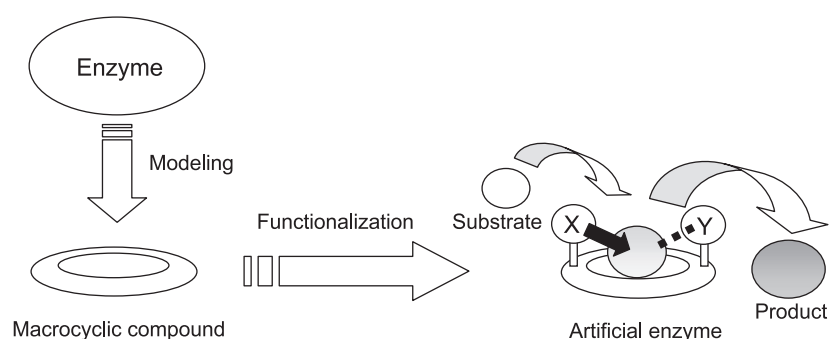 Enzyme
Modeling
Macrocyclic compound
Functionalization
Substrate
X
Y
Product
Artificial enzyme